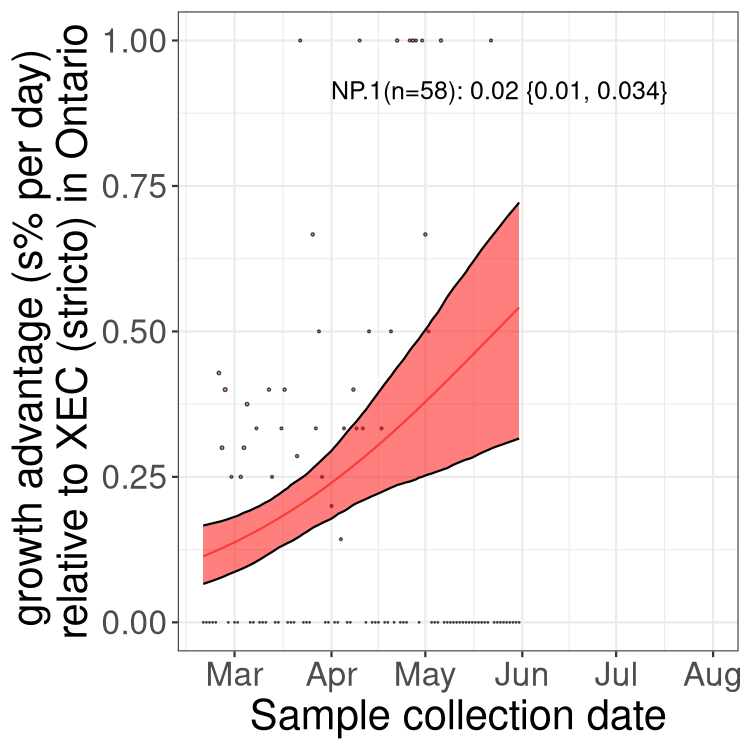 growth advantage (s% per day)
relative to XEC (stricto) in Ontario
1.00
0.75
0.50
0.25
0.00
NP.1(n=58): 0.02 {0.01, 0.034}
Mar Apr May Jun Jul Aug
Sample collection date